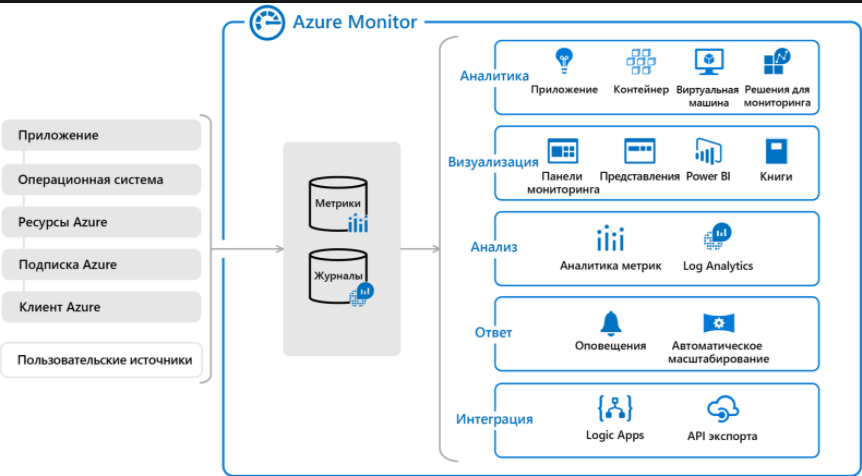 Azure Monitor
Приложение
Операционная система
Ресурсы Azure
Подписка Azure
Клиент Azure
Пользовательские источники
Метрики
Журналы
Аналитика
Приложение
Контейнер
Виртуальная
машина
Решения для
мониторинга
Визуализация
Панели
мониторинга
Представления
Power BI
Книги
Анализ
Аналитика метрик
Log Analytics
Ответ
Оповещения
Автоматическое
масштабирование
Интеграция
Logic Apps
API экспорта